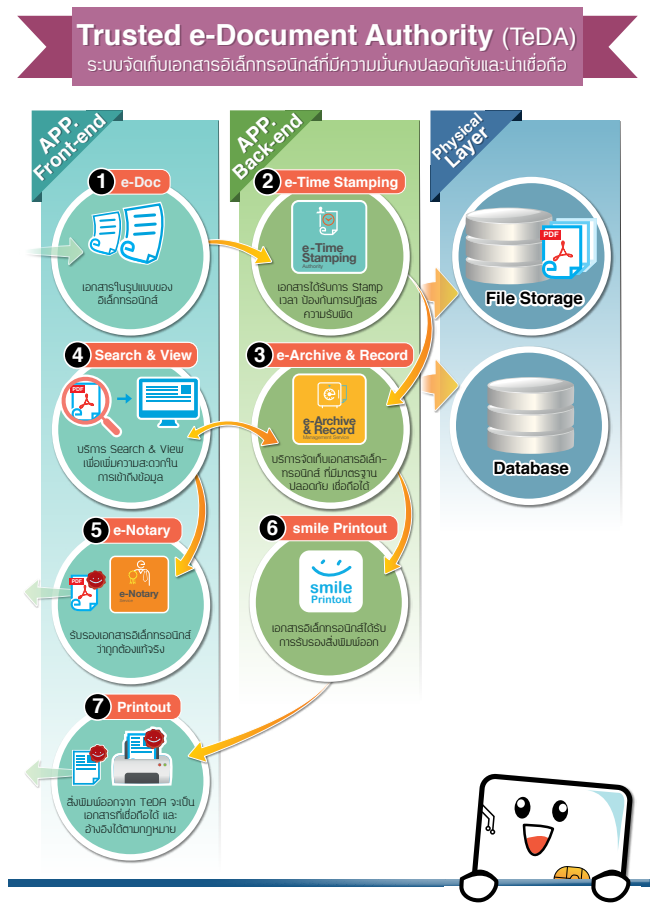 Trusted e-Document Authority (TeDA)
ระบบจัดเก็บเอกสารอิเล็กทรอนิกส์ที่มีความมั่นคงปลอดภัยและน่าเชื่อถือ
APP.
Front-end
APP.
Back-end
Physical
Layer
1 e-Doc
เอกสารในรูปแบบของ
อิเล็กทรอนิกส์
2 e-Time Stamping
e-Time
Stamping
Authority
เอกสารได้รับการ Stamp
เวลา ป้องกันการปฏิเสธ
ความรับผิด
PDF
File Storage
4 Search & View
PDF
บริการ Search & View
เพื่อเพิ่มความสะดวกใน
การเข้าถึงข้อมูล
3 e-Archive & Record
e-Archive
& Record
Management Service
บริการจัดเก็บเอกสารอิเล็ก-
ทรอนิกส์ ที่มีมาตรฐาน
ปลอดภัย เชื่อถือได้
Database
5 e-Notary
PDF
e-Notary
Service
รับรองเอกสารอิเล็กทรอนิกส์
ว่าถูกต้องแท้จริง
6 smile Printout
smile
Printout
เอกสารอิเล็กทรอนิกส์ได้รับ
การรับรองสิ่งพิมพ์ออก
7 Printout
สิ่งพิมพ์ออกจาก TeDA จะเป็น
เอกสารที่เชื่อถือได้ และ
อ้างอิงได้ตามกฎหมาย